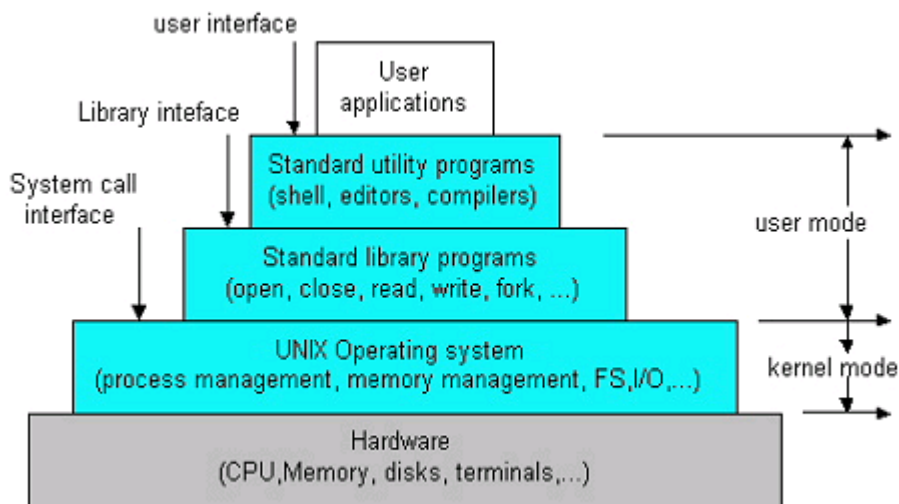 user interface
User
applications
Library inteface
Standard utility programs
(shell, editors, compilers)
System call
interface
user mode
Standard library programs
(open, close, read, write, fork, ...)
UNIX Operating system
(process management, memory management, FS,I/O,...)
kernel mode
Hardware
(CPU,Memory, disks, terminals,...)